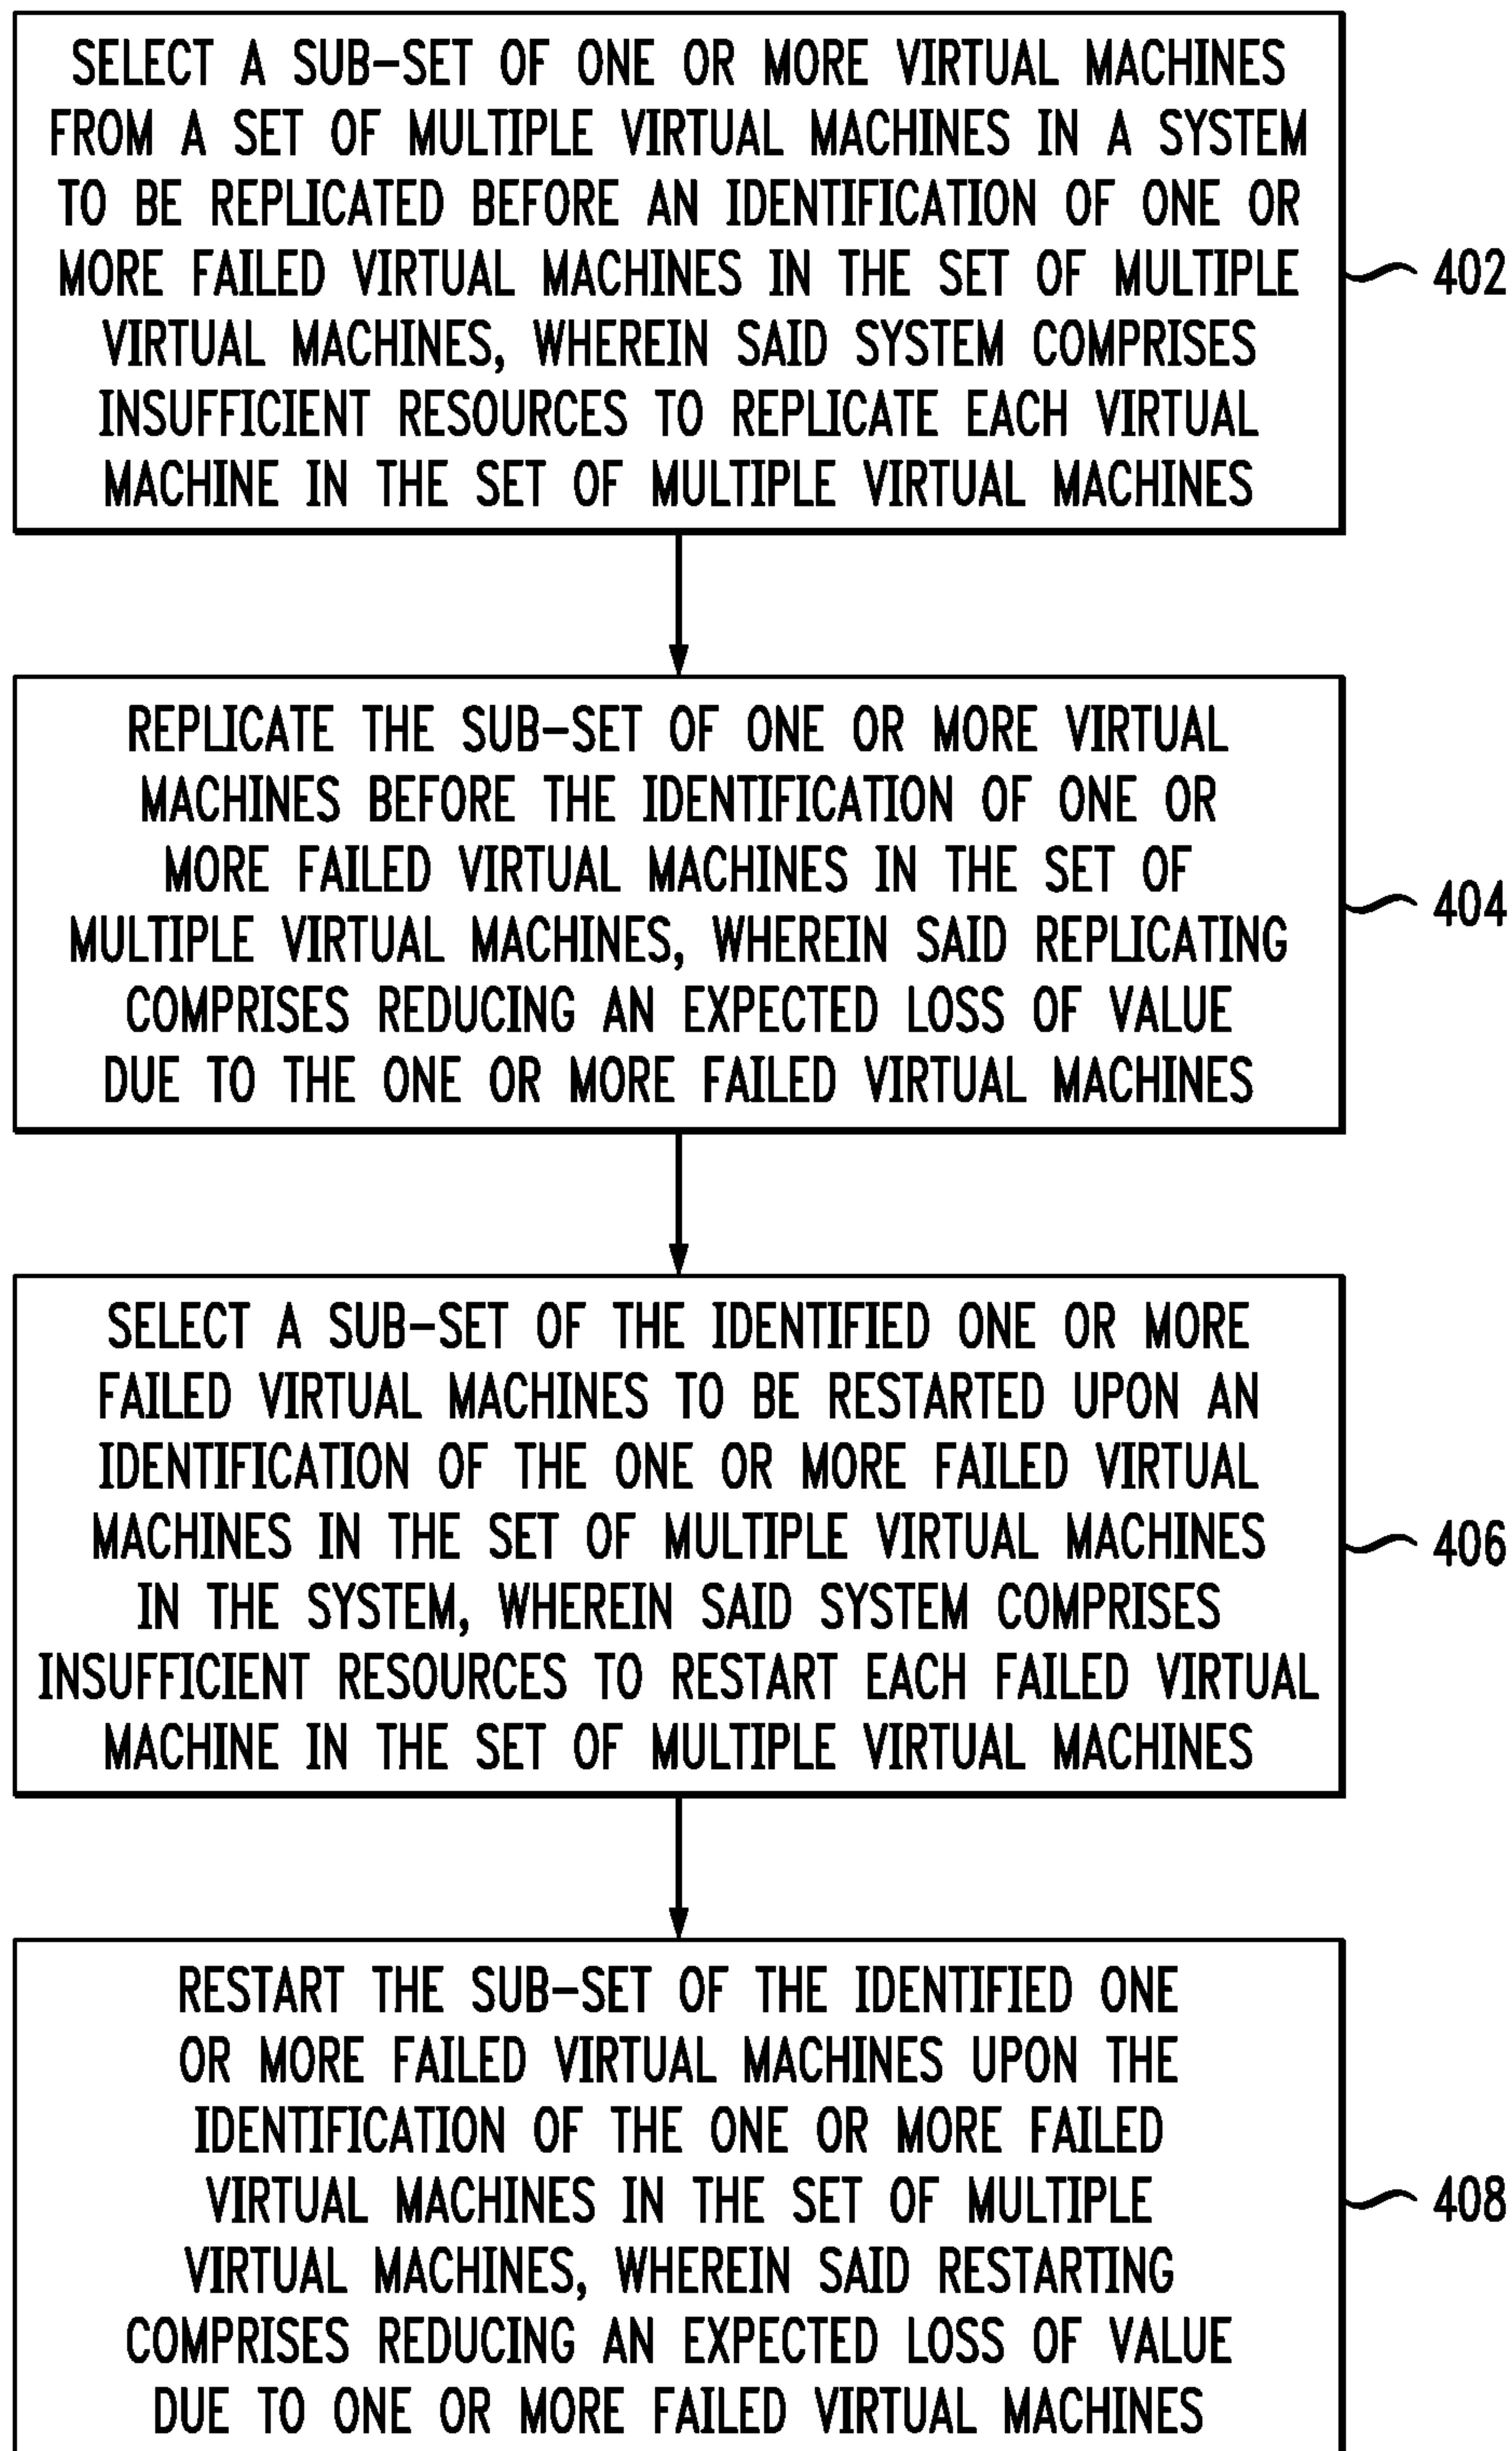 SELECT A SUB-SET OF ONE OR MORE VIRTUAL MACHINES
FROM A SET OF MULTIPLE VIRTUAL MACHINES IN A SYSTEM
TO BE REPLICATED BEFORE AN IDENTIFICATION OF ONE OR
MORE FAILED VIRTUAL MACHINES IN THE SET OF MULTIPLE
VIRTUAL MACHINES, WHEREIN SAID SYSTEM COMPRISES
INSUFFICIENT RESOURCES TO REPLICATE EACH VIRTUAL
MACHINE IN THE SET OF MULTIPLE VIRTUAL MACHINES
402
REPLICATE THE SUB-SET OF ONE OR MORE VIRTUAL
MACHINES BEFORE THE IDENTIFICATION OF ONE OR
MORE FAILED VIRTUAL MACHINES IN THE SET OF
MULTIPLE VIRTUAL MACHINES, WHEREIN SAID REPLICATING
COMPRISES REDUCING AN EXPECTED LOSS OF VALUE
DUE TO THE ONE OR MORE FAILED VIRTUAL MACHINES
404
SELECT A SUB-SET OF THE IDENTIFIED ONE OR MORE
FAILED VIRTUAL MACHINES TO BE RESTARTED UPON AN
IDENTIFICATION OF THE ONE OR MORE FAILED VIRTUAL
MACHINES IN THE SET OF MULTIPLE VIRTUAL MACHINES
IN THE SYSTEM, WHEREIN SAID SYSTEM COMPRISES
INSUFFICIENT RESOURCES TO RESTART EACH FAILED VIRTUAL
MACHINE IN THE SET OF MULTIPLE VIRTUAL MACHINES
406
RESTART THE SUB-SET OF THE IDENTIFIED ONE
OR MORE FAILED VIRTUAL MACHINES UPON THE
IDENTIFICATION OF THE ONE OR MORE FAILED
VIRTUAL MACHINES IN THE SET OF MULTIPLE
VIRTUAL MACHINES, WHEREIN SAID RESTARTING
COMPRISES REDUCING AN EXPECTED LOSS OF VALUE
DUE TO ONE OR MORE FAILED VIRTUAL MACHINES
408